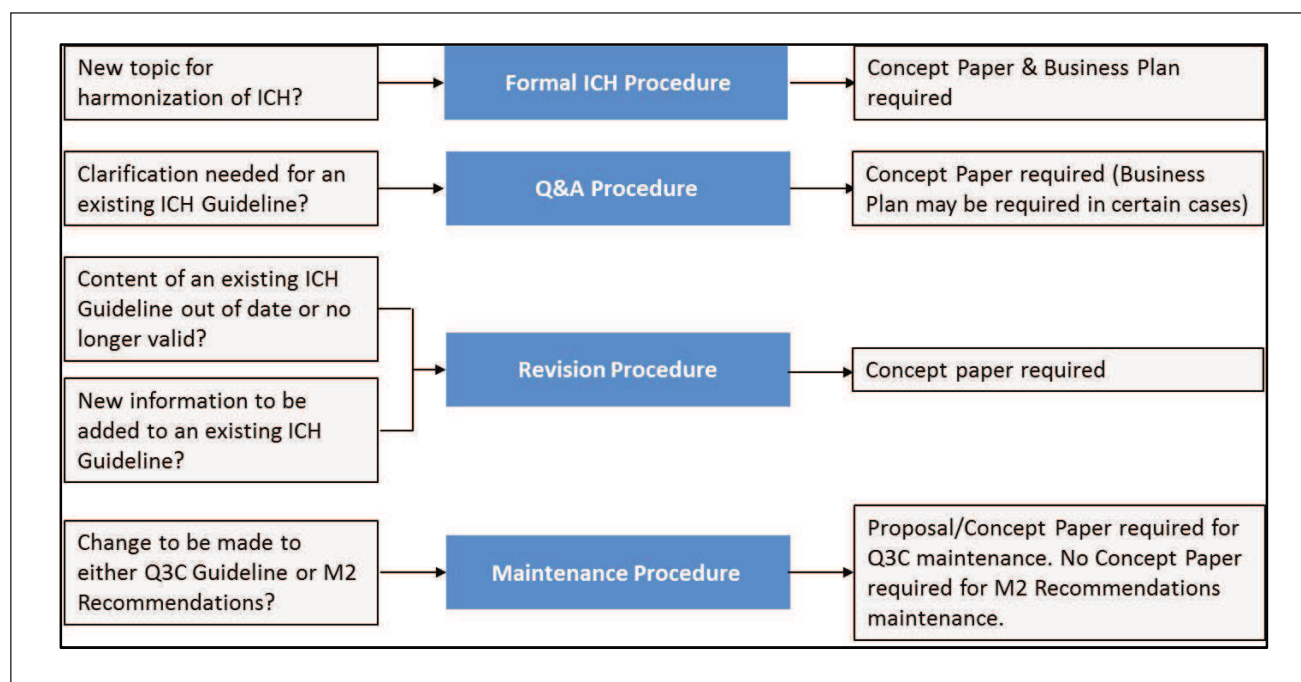 New topic for
harmonization of ICH?
Formal ICH Procedure
Concept Paper & Business Plan
required
Clarification needed for an
existing ICH Guideline?
Q&A Procedure
Concept Paper required (Business
Plan may be required in certain cases)
Content of an existing ICH
Guideline out of date or no
longer valid?
New information to be
added to an existing ICH
Guideline?
Revision Procedure
Concept paper required
Change to be made to
either Q3C Guideline or M2
Recommendations?
Maintenance Procedure
Proposal/Concept Paper required for
Q3C maintenance. No Concept Paper
required for M2 Recommendations
maintenance.